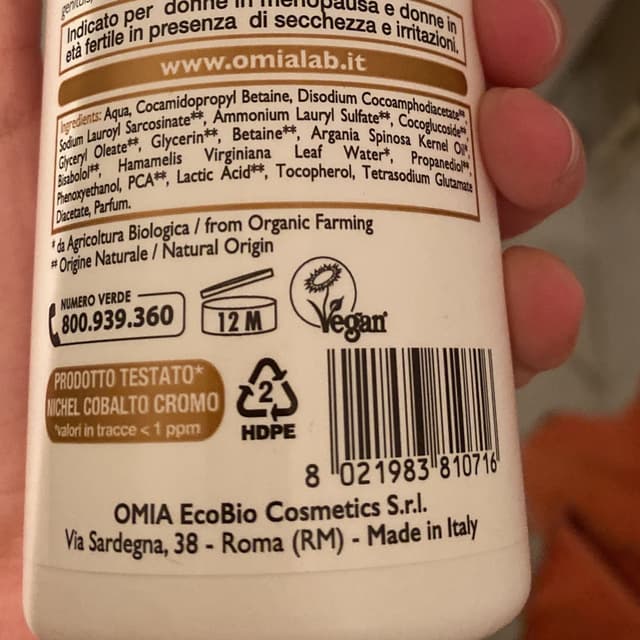 Indicato per donne in menopausa e donne in
età fertile in presenza di secchezza e irritazioni.
www.omialab.it
Ingredients: Aqua, Cocamidopropyl Betaine, Disodium Cocoamphodiacetate**,
Sodium Lauroyl Sarcosinate**, Ammonium Lauryl Sulfate**, Cocoglucoside**,
Glyceryl Oleate**, Glycerin**, Betaine**, Argania Spinosa Kernel Oil*,
Bisabolol**, Hamamelis Virginiana Leaf Water*, Propanediol**,
Phenoxyethanol, PCA**, Lactic Acid**, Tocopherol, Tetrasodium Glutamate
Diacetate, Parfum.
* da Agricoltura Biologica / from Organic Farming
** Origine Naturale / Natural Origin
NUMERO VERDE
800.939.360
12 M
Vegan
PRODOTTO TESTATO*
NICHEL COBALTO CROMO
*valori in tracce < 1 ppm
2
HDPE
8 021983 810716
OMIA EcoBio Cosmetics S.r.l.
Via Sardegna, 38 - Roma (RM) - Made in Italy